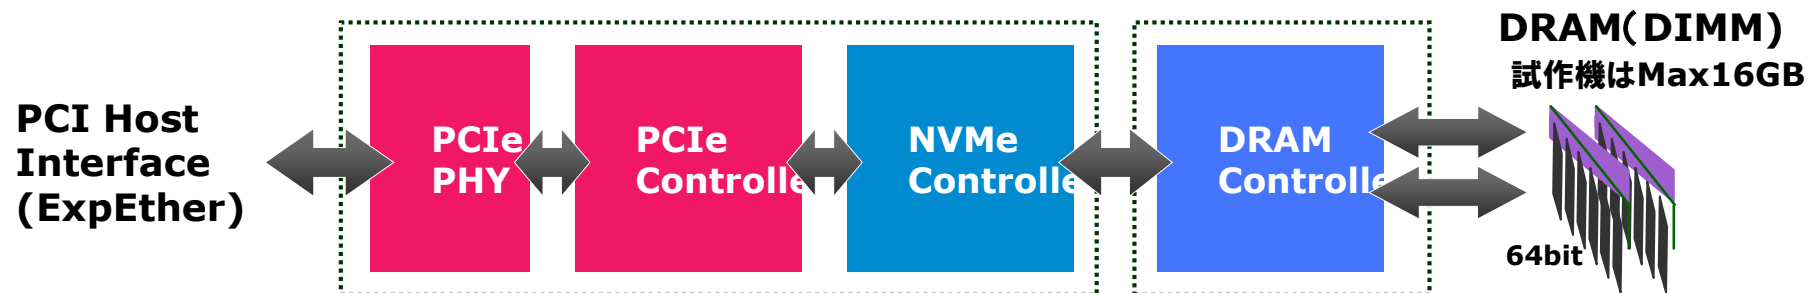 DRAM(DIMM)
試作機はMax16GB
PCI Host
Interface
(ExpEther)
PCIe
PHY
PCIe
Controlle
NVMe
Controlle
DRAM
Controlle
64bit